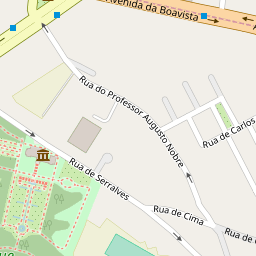 Avenida da Boavista
Rua do Professor Augusto Nobre
Rua de Carlos
Rua de Serralves
Rua de Cima
Rua de